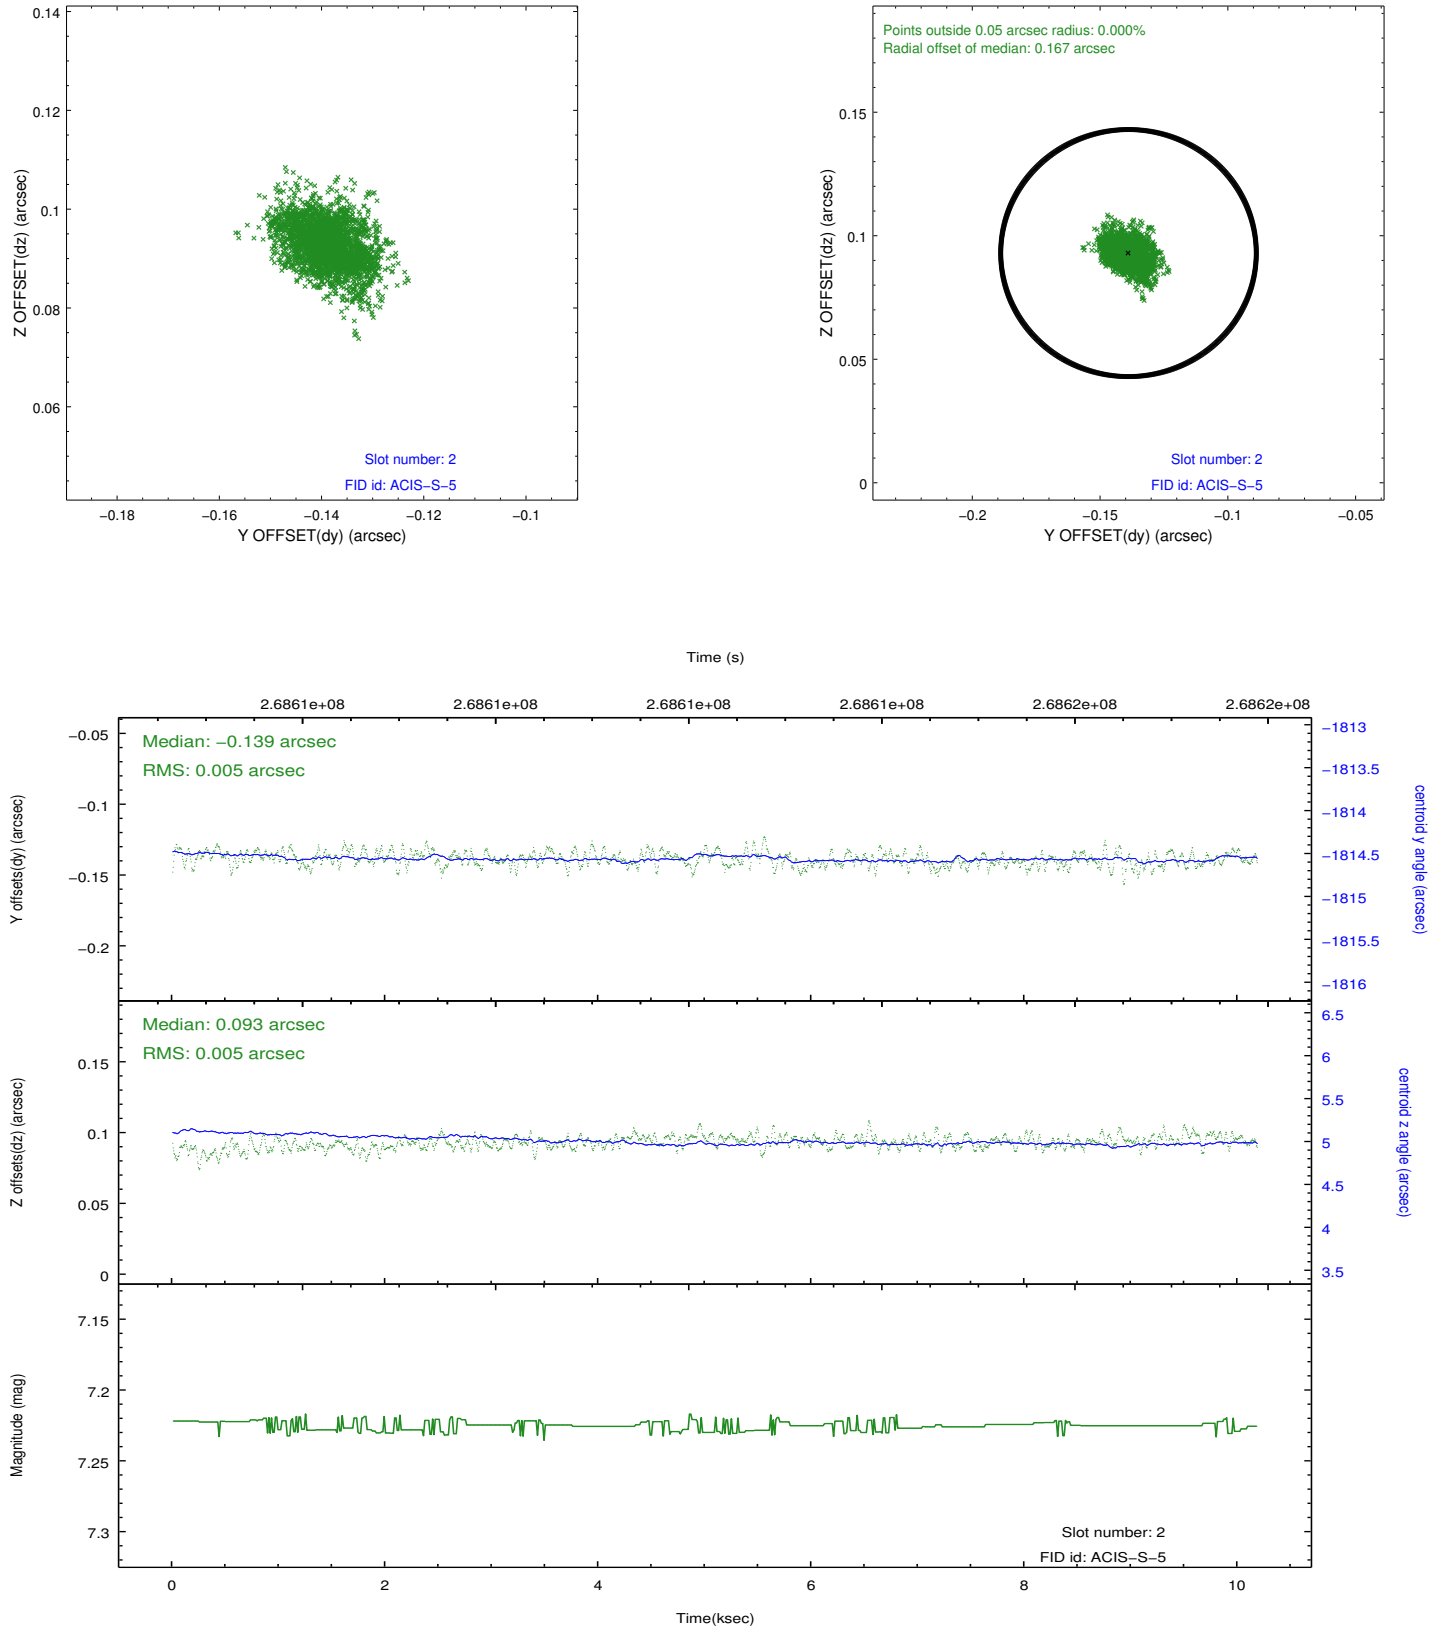 0.14
0.12
0.1
0.08
0.06
Z OFFSET(dz) (arcsec)
−0.18 −0.16 −0.14 −0.12 −0.1
Y OFFSET(dy) (arcsec)
Slot number: 2
FID id: ACIS−S−5
Points outside 0.05 arcsec radius: 0.000%
Radial offset of median: 0.167 arcsec
0.15
0.1
0.05
0
Z OFFSET(dz) (arcsec)
−0.2 −0.15 −0.1 −0.05
Y OFFSET(dy) (arcsec)
Slot number: 2
FID id: ACIS−S−5
Time (s)
2.6861e+08 2.6861e+08 2.6861e+08 2.6861e+08 2.6862e+08 2.6862e+08
Median: −0.139 arcsec
RMS: 0.005 arcsec
−0.05
−0.1
−0.15
−0.2
Y offsets(dy) (arcsec)
−1813
−1813.5
−1814
−1814.5
−1815
−1815.5
−1816
centroid y angle (arcsec)
Median: 0.093 arcsec
RMS: 0.005 arcsec
0.15
0.1
0.05
0
Z offsets(dz) (arcsec)
6.5
6
5.5
5
4.5
4
3.5
centroid z angle (arcsec)
7.15
7.2
7.25
7.3
Magnitude (mag)
Slot number: 2
FID id: ACIS−S−5
0 2 4 6 8 10
Time(ksec)